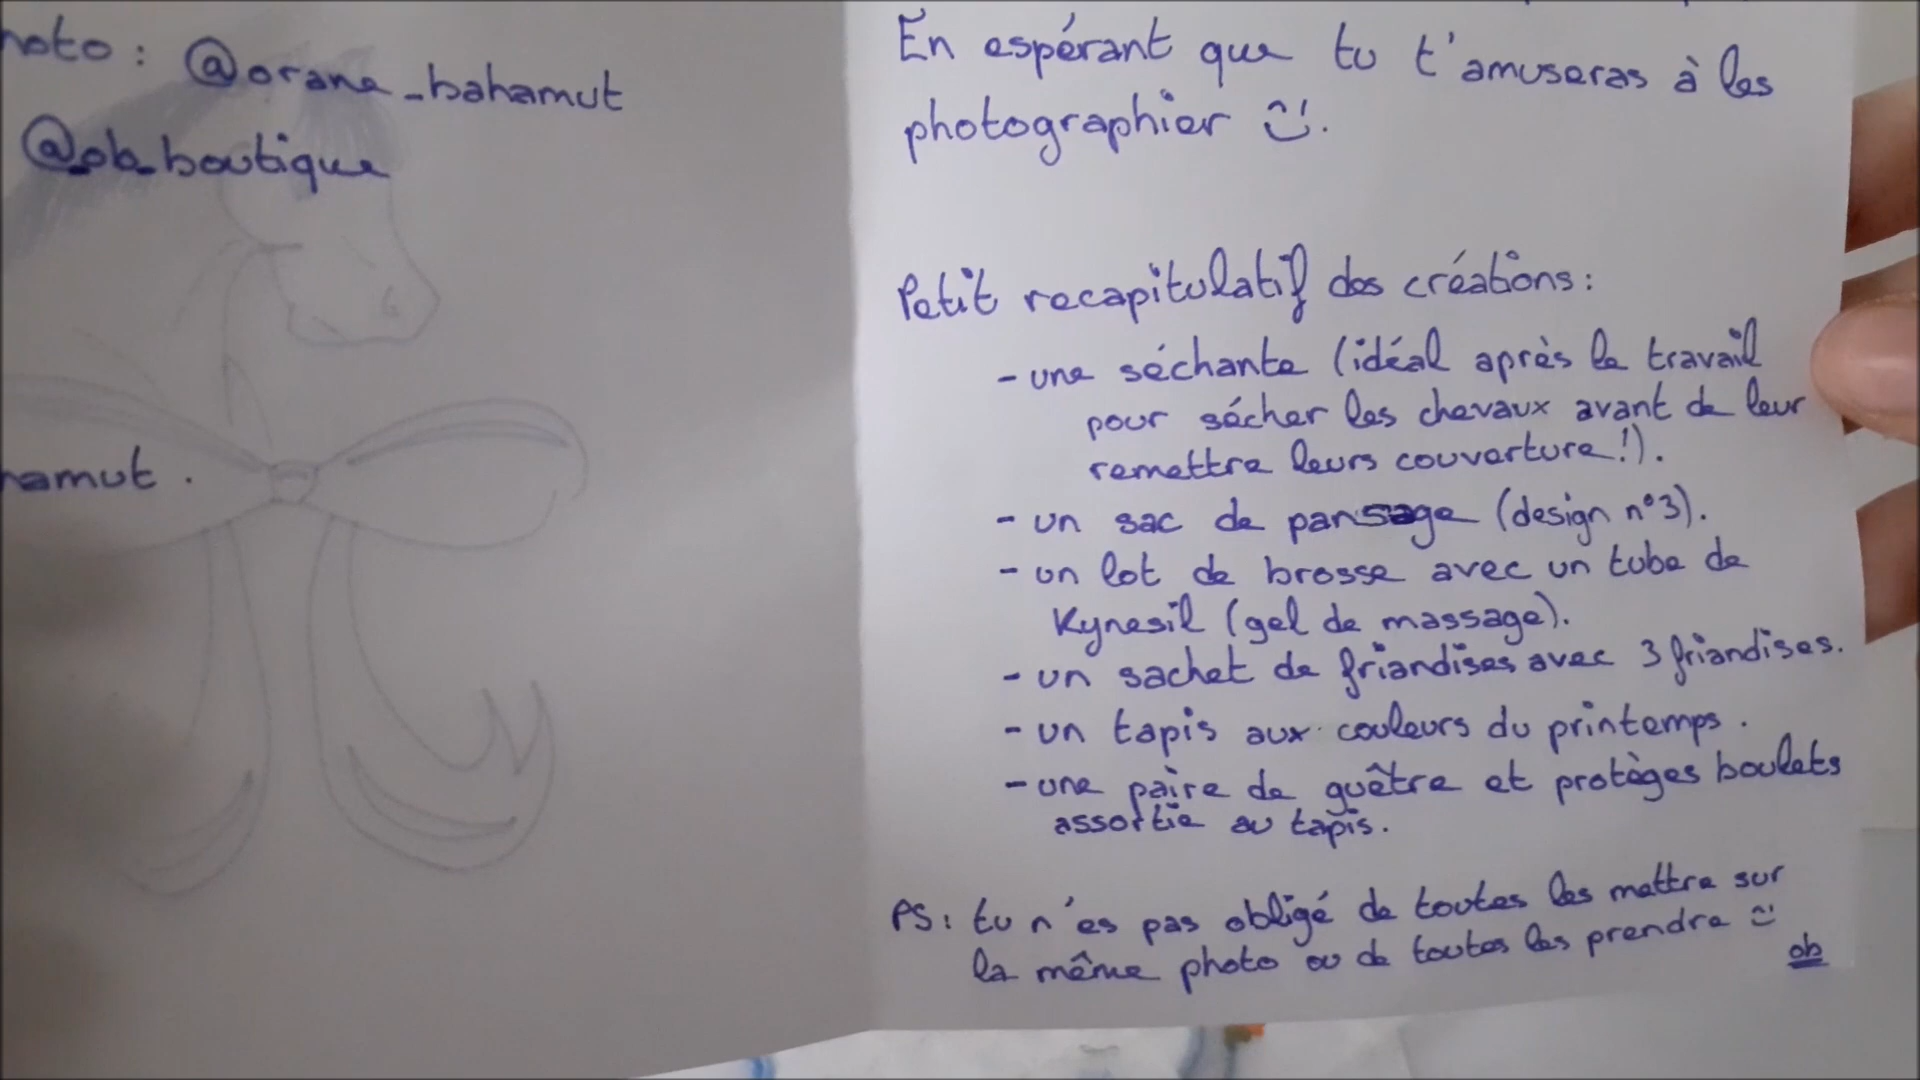 hoto : @orane_bahamut
@ob_boutique
hamut .
En espérant que tu t'amuseras à les
photographier :).
Petit recapitulatif des créations :
- une séchante (idéal après le travail
pour sécher les chevaux avant de leur
remettre leurs couverture !).
- un sac de pansage (design n°3).
- un lot de brosse avec un tube de
Kynesil (gel de massage).
- un sachet de friandises avec 3 friandises.
- un tapis aux couleurs du printemps .
- une paire de guêtre et protèges boulets
assortie au tapis.
PS : tu n'es pas obligé de toutes les mettre sur
la même photo ou de toutes les prendre :)
ob